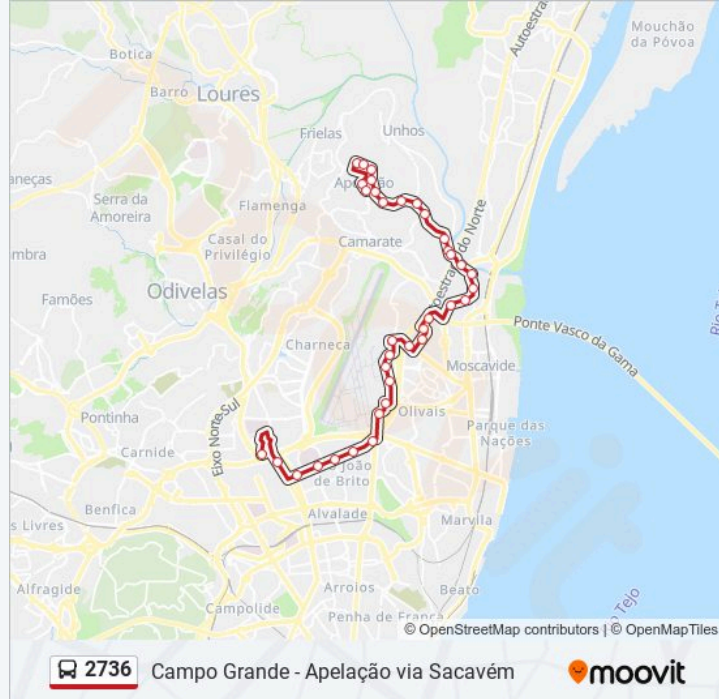 Mouchão
da Póvoa
Autoestra
Botica
Barro
Loures
Frielas
Unhos
aneças
Apelação
Serra da
Amoreira
Flamenga
do Norte
Camarate
Casal do
Privilégio
mbra
Famões
Odivelas
Charneca
Ponte Vasco da Gama
Moscavide
Pontinha
Eixo Norte-Sul
Olivais
Parque das
Nações
Carnide
João
de Brito
Benfica
s Livres
Alvalade
Marvila
Alfragide
Arroios
Beato
Campolide
Penha de França
Tejo
© OpenStreetMap contributors | © OpenMapTiles
2736
Campo Grande - Apelação via Sacavém
moovit